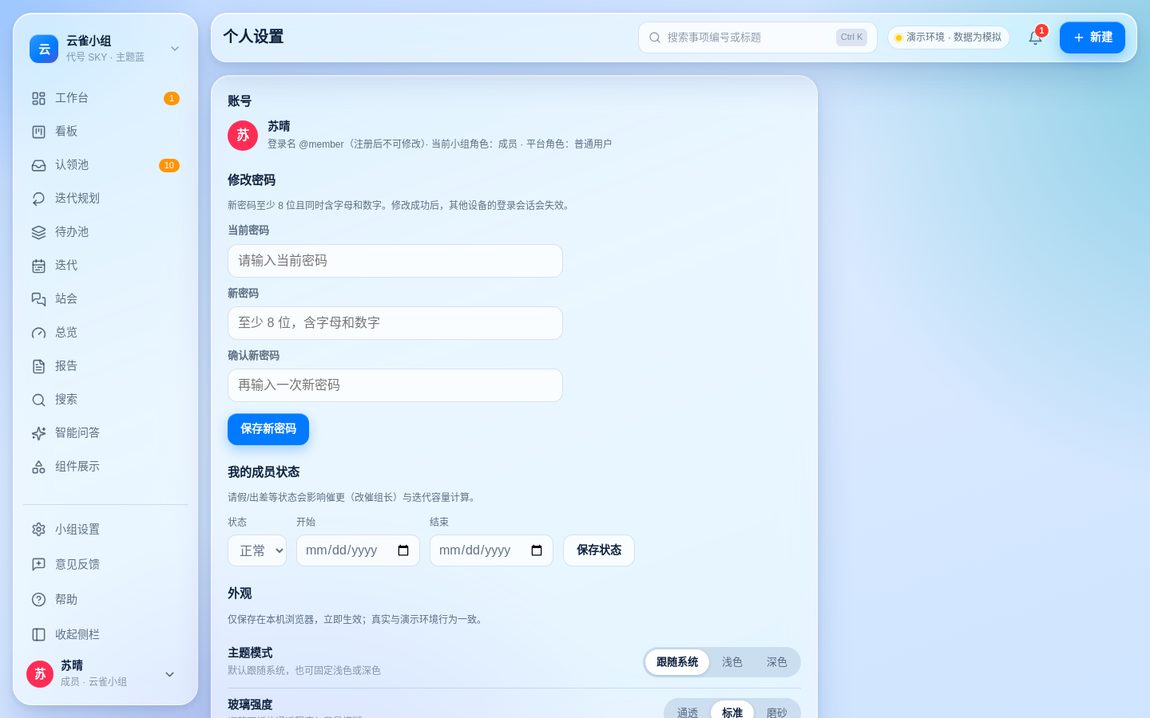 云
云雀小组
代号 SKY · 主题蓝
工作台
1
看板
认领池
10
迭代规划
待办池
迭代
站会
总览
报告
搜索
智能问答
组件展示
小组设置
意见反馈
帮助
收起侧栏
苏
苏晴
成员 · 云雀小组
个人设置
搜索事项编号或标题
Ctrl K
演示环境 · 数据为模拟
1
新建
账号
苏
苏晴
登录名 @member（注册后不可修改）· 当前小组角色：成员 · 平台角色：普通用户
修改密码
新密码至少 8 位且同时含字母和数字。修改成功后，其他设备的登录会话会失效。
当前密码
请输入当前密码
新密码
至少 8 位，含字母和数字
确认新密码
再输入一次新密码
保存新密码
我的成员状态
请假/出差等状态会影响催更（改催组长）与迭代容量计算。
状态 开始 结束
正常 mm/dd/yyyy mm/dd/yyyy 保存状态
外观
仅保存在本机浏览器，立即生效；真实与演示环境行为一致。
主题模式
默认跟随系统，也可固定浅色或深色
跟随系统 浅色 深色
玻璃强度
通透 标准 磨砂